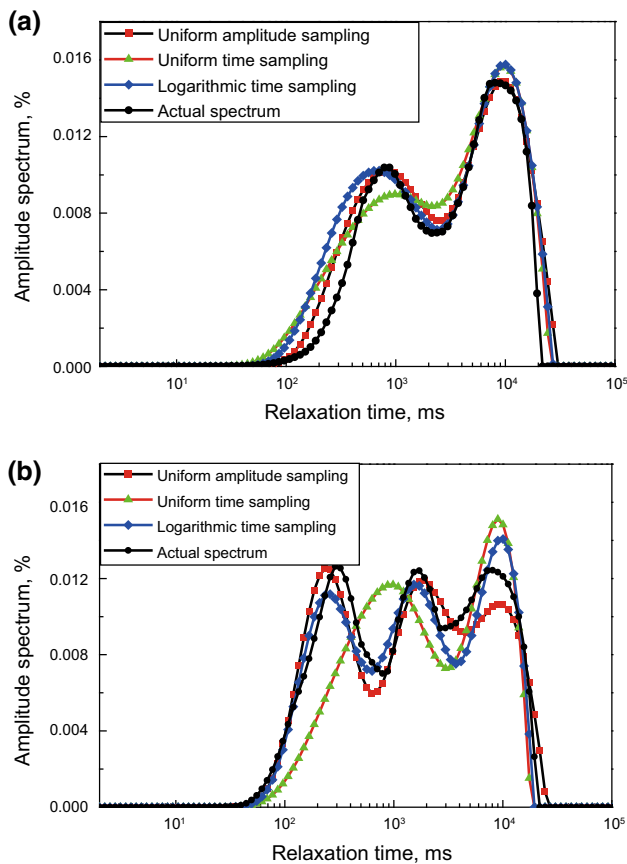 (a)
Uniform amplitude sampling
Uniform time sampling
Logarithmic time sampling
Actual spectrum
Amplitude spectrum, %
0.016
0.012
0.008
0.004
0.000
10¹ 10² 10³ 10⁴ 10⁵
Relaxation time, ms
(b)
Uniform amplitude sampling
Uniform time sampling
Logarithmic time sampling
Actual spectrum
Amplitude spectrum, %
0.016
0.012
0.008
0.004
0.000
10¹ 10² 10³ 10⁴ 10⁵
Relaxation time, ms